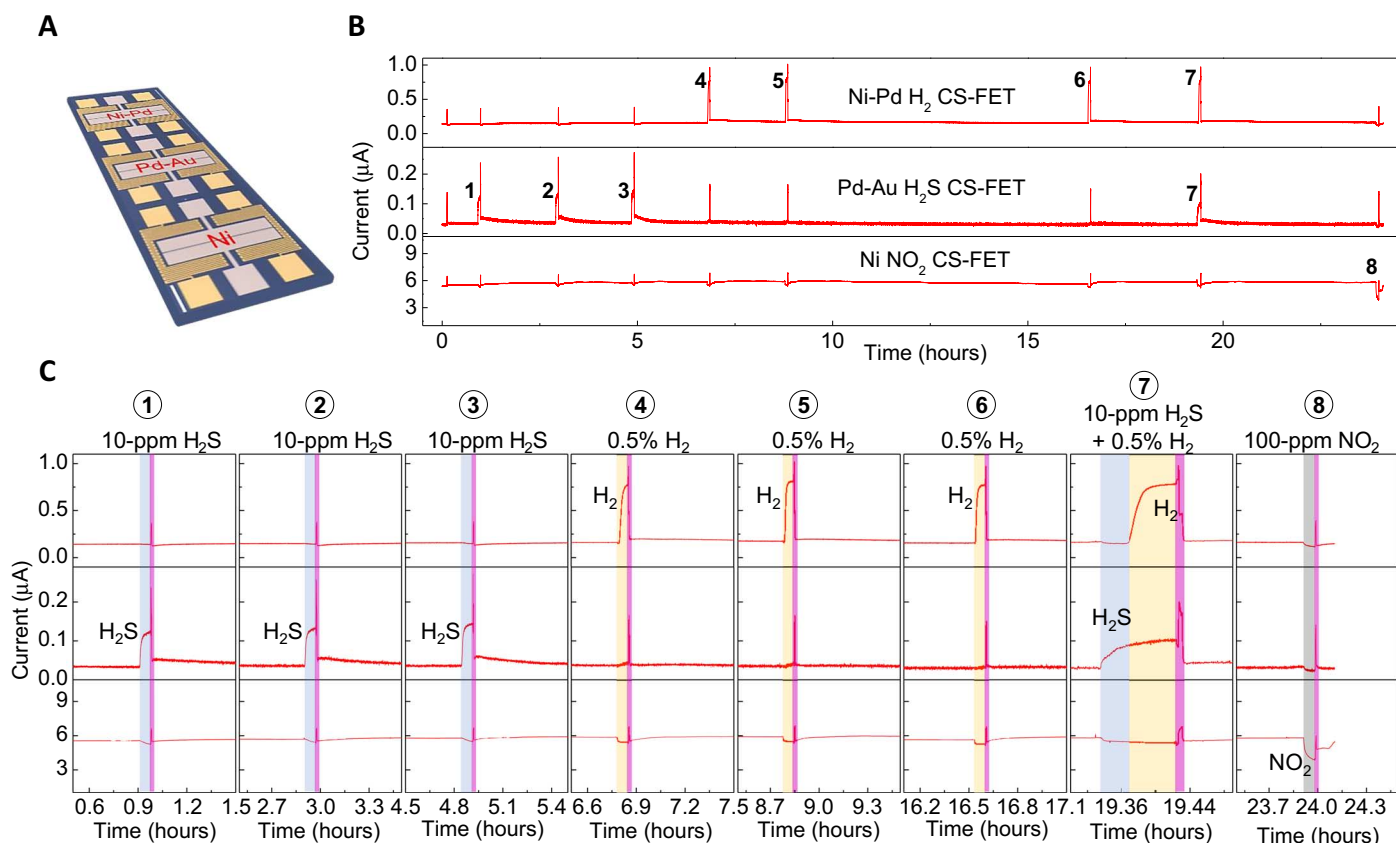 A
Ni-Pd
Pd-Au
Ni
B
Current (μA)
1.0
0.5
0.0
4
5
6
7
Ni-Pd H₂ CS-FET
0.2
0.1
0.0
1
2
3
7
Pd-Au H₂S CS-FET
9
6
3
Ni NO₂ CS-FET
8
0 5 10 15 20
Time (hours)
C
1 2 3 4 5 6 7 8
10-ppm H₂S 10-ppm H₂S 10-ppm H₂S 0.5% H₂ 0.5% H₂ 0.5% H₂ 10-ppm H₂S + 0.5% H₂ 100-ppm NO₂
Current (μA)
1.0
0.5
0.0
H₂ H₂ H₂ H₂
0.2
0.1
0.0
H₂S H₂S H₂S H₂S
9
6
3
NO₂
0.6 0.9 1.2 1.5 2.7 3.0 3.3 4.5 4.8 5.1 5.4 6.6 6.9 7.2 7.5 8.7 9.0 9.3 16.2 16.5 16.8 17.1 19.36 19.44 23.7 24.0 24.3
Time (hours) Time (hours) Time (hours) Time (hours) Time (hours) Time (hours) Time (hours) Time (hours)